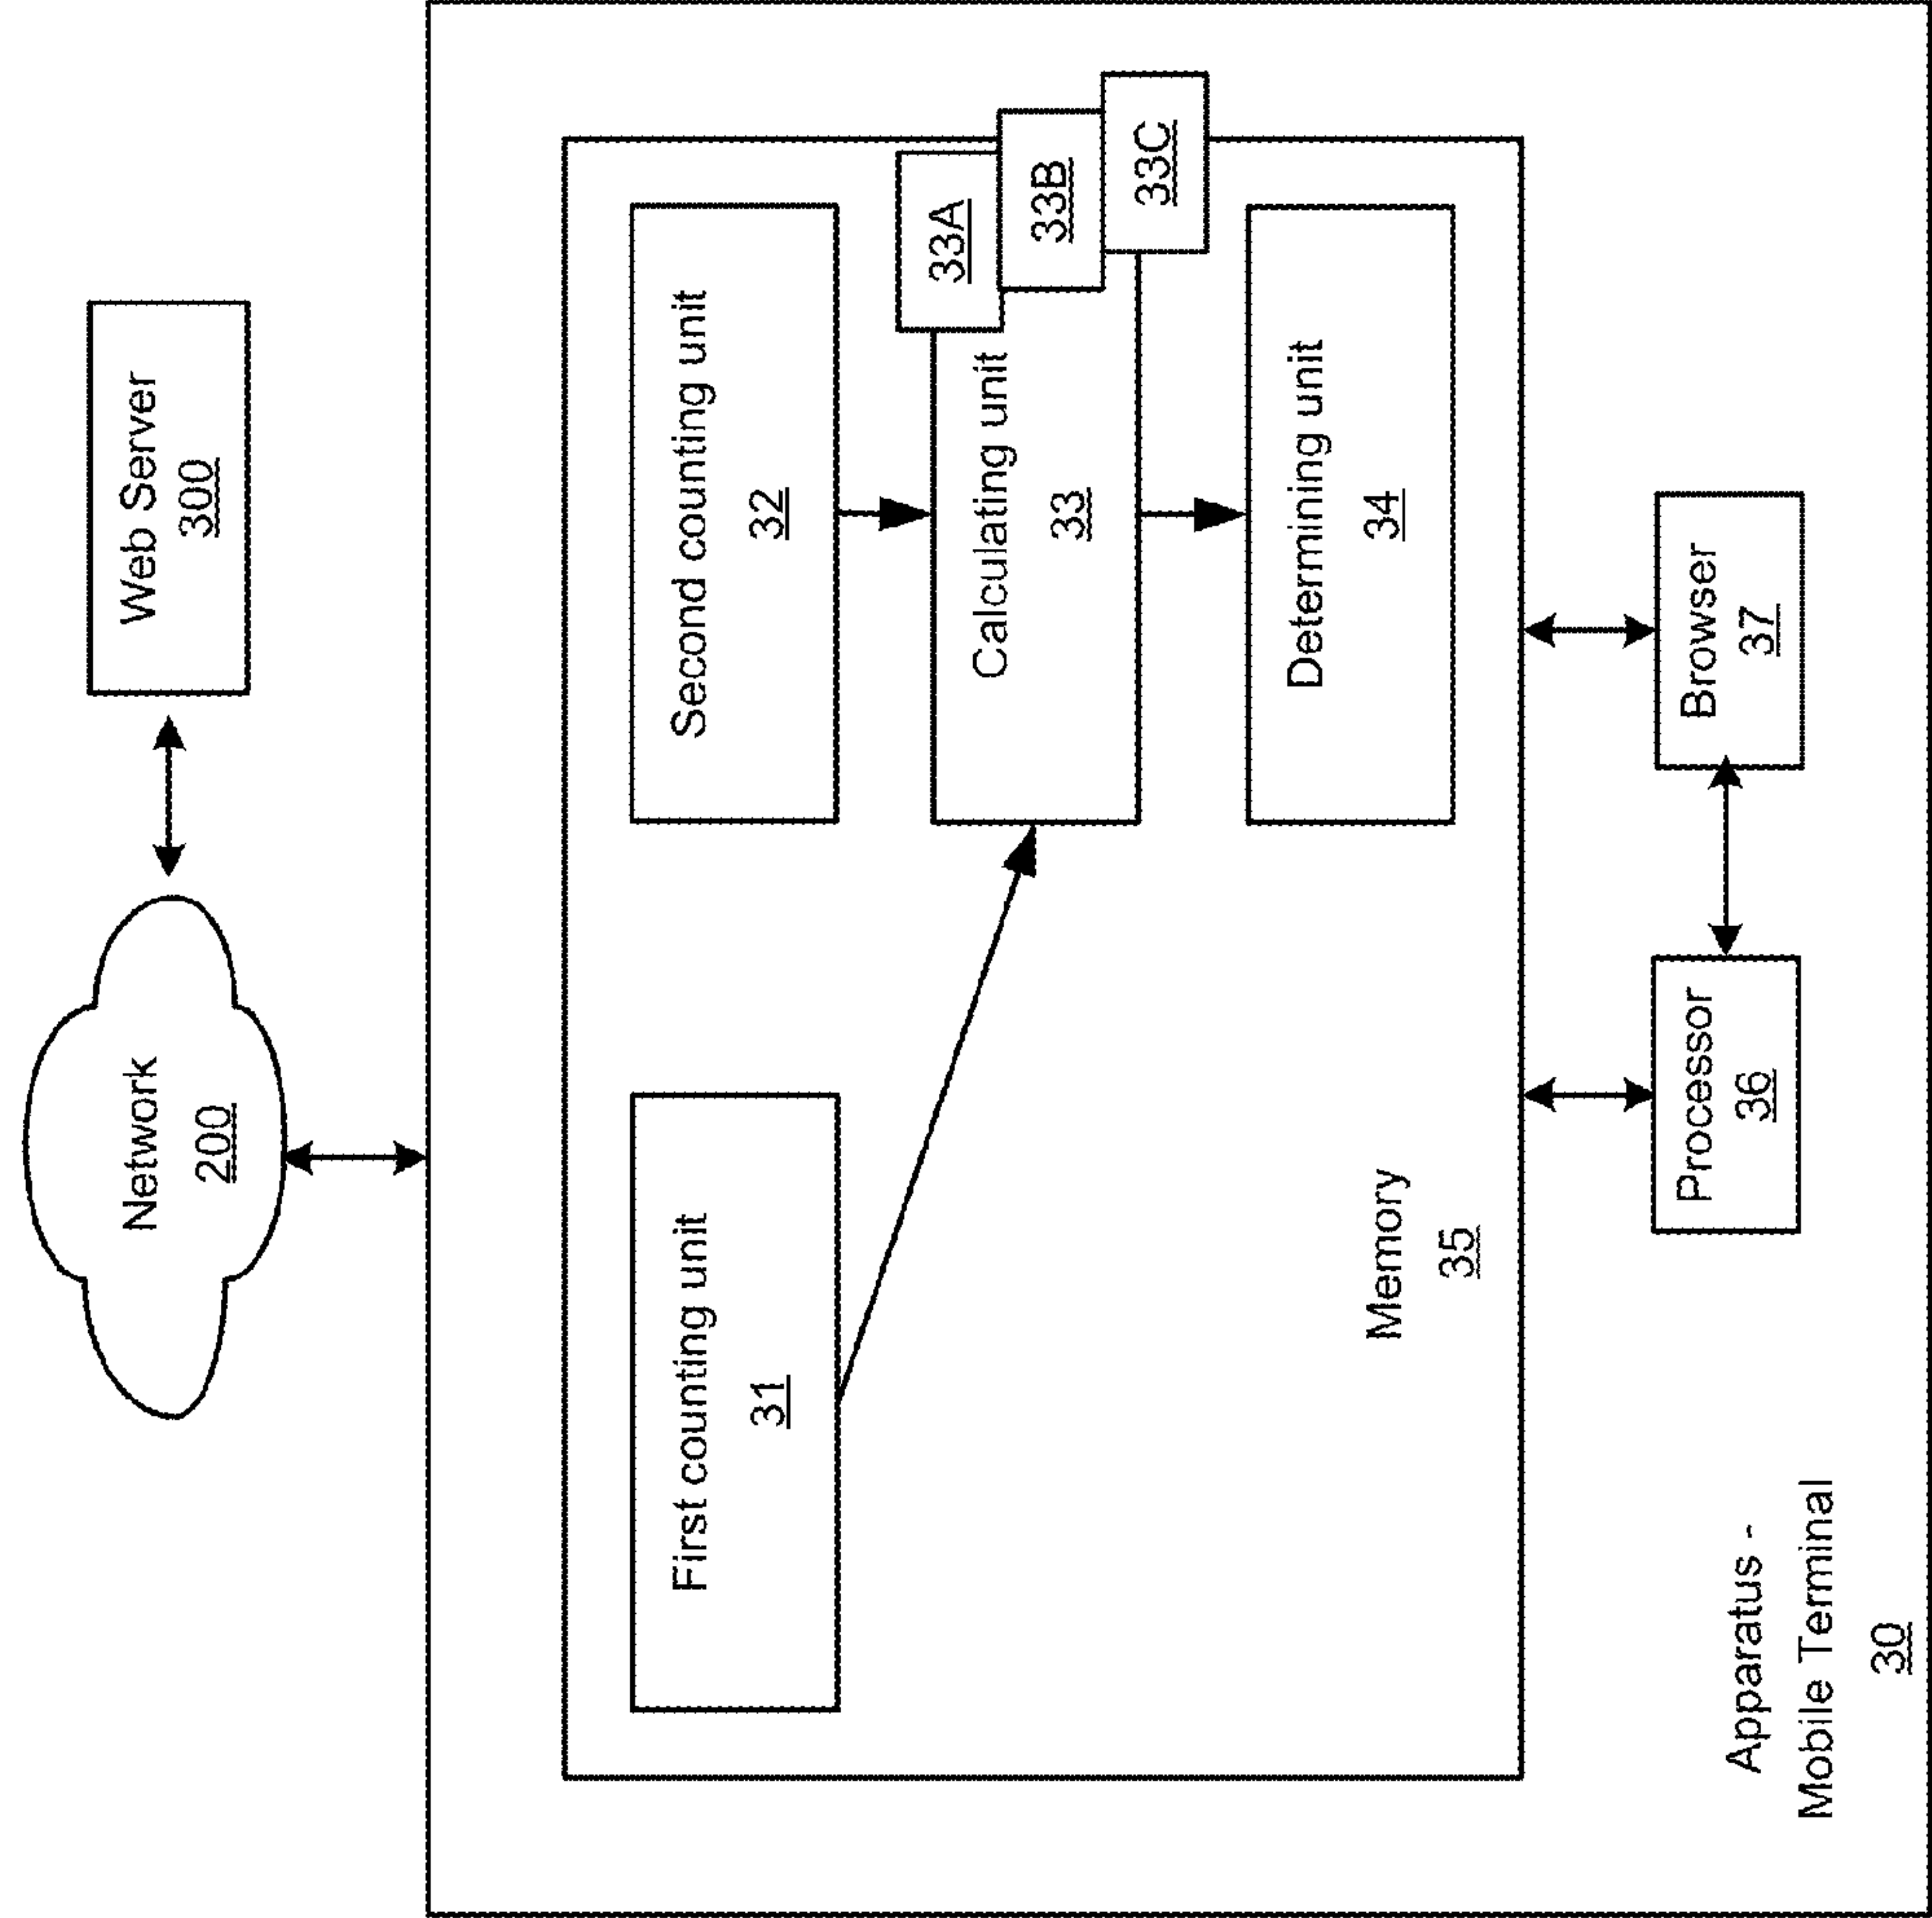 Network
200
Web Server
300
First counting unit
31
Second counting unit
32
33A
33B
33C
Calculating unit
33
Determining unit
34
Memory
35
Processor
36
Browser
37
Apparatus -
Mobile Terminal
30